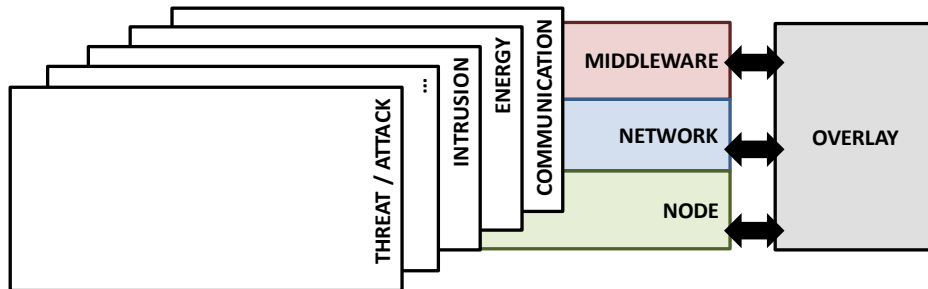 THREAT / ATTACK
...
INTRUSION
ENERGY
COMMUNICATION
MIDDLEWARE
NETWORK
NODE
OVERLAY